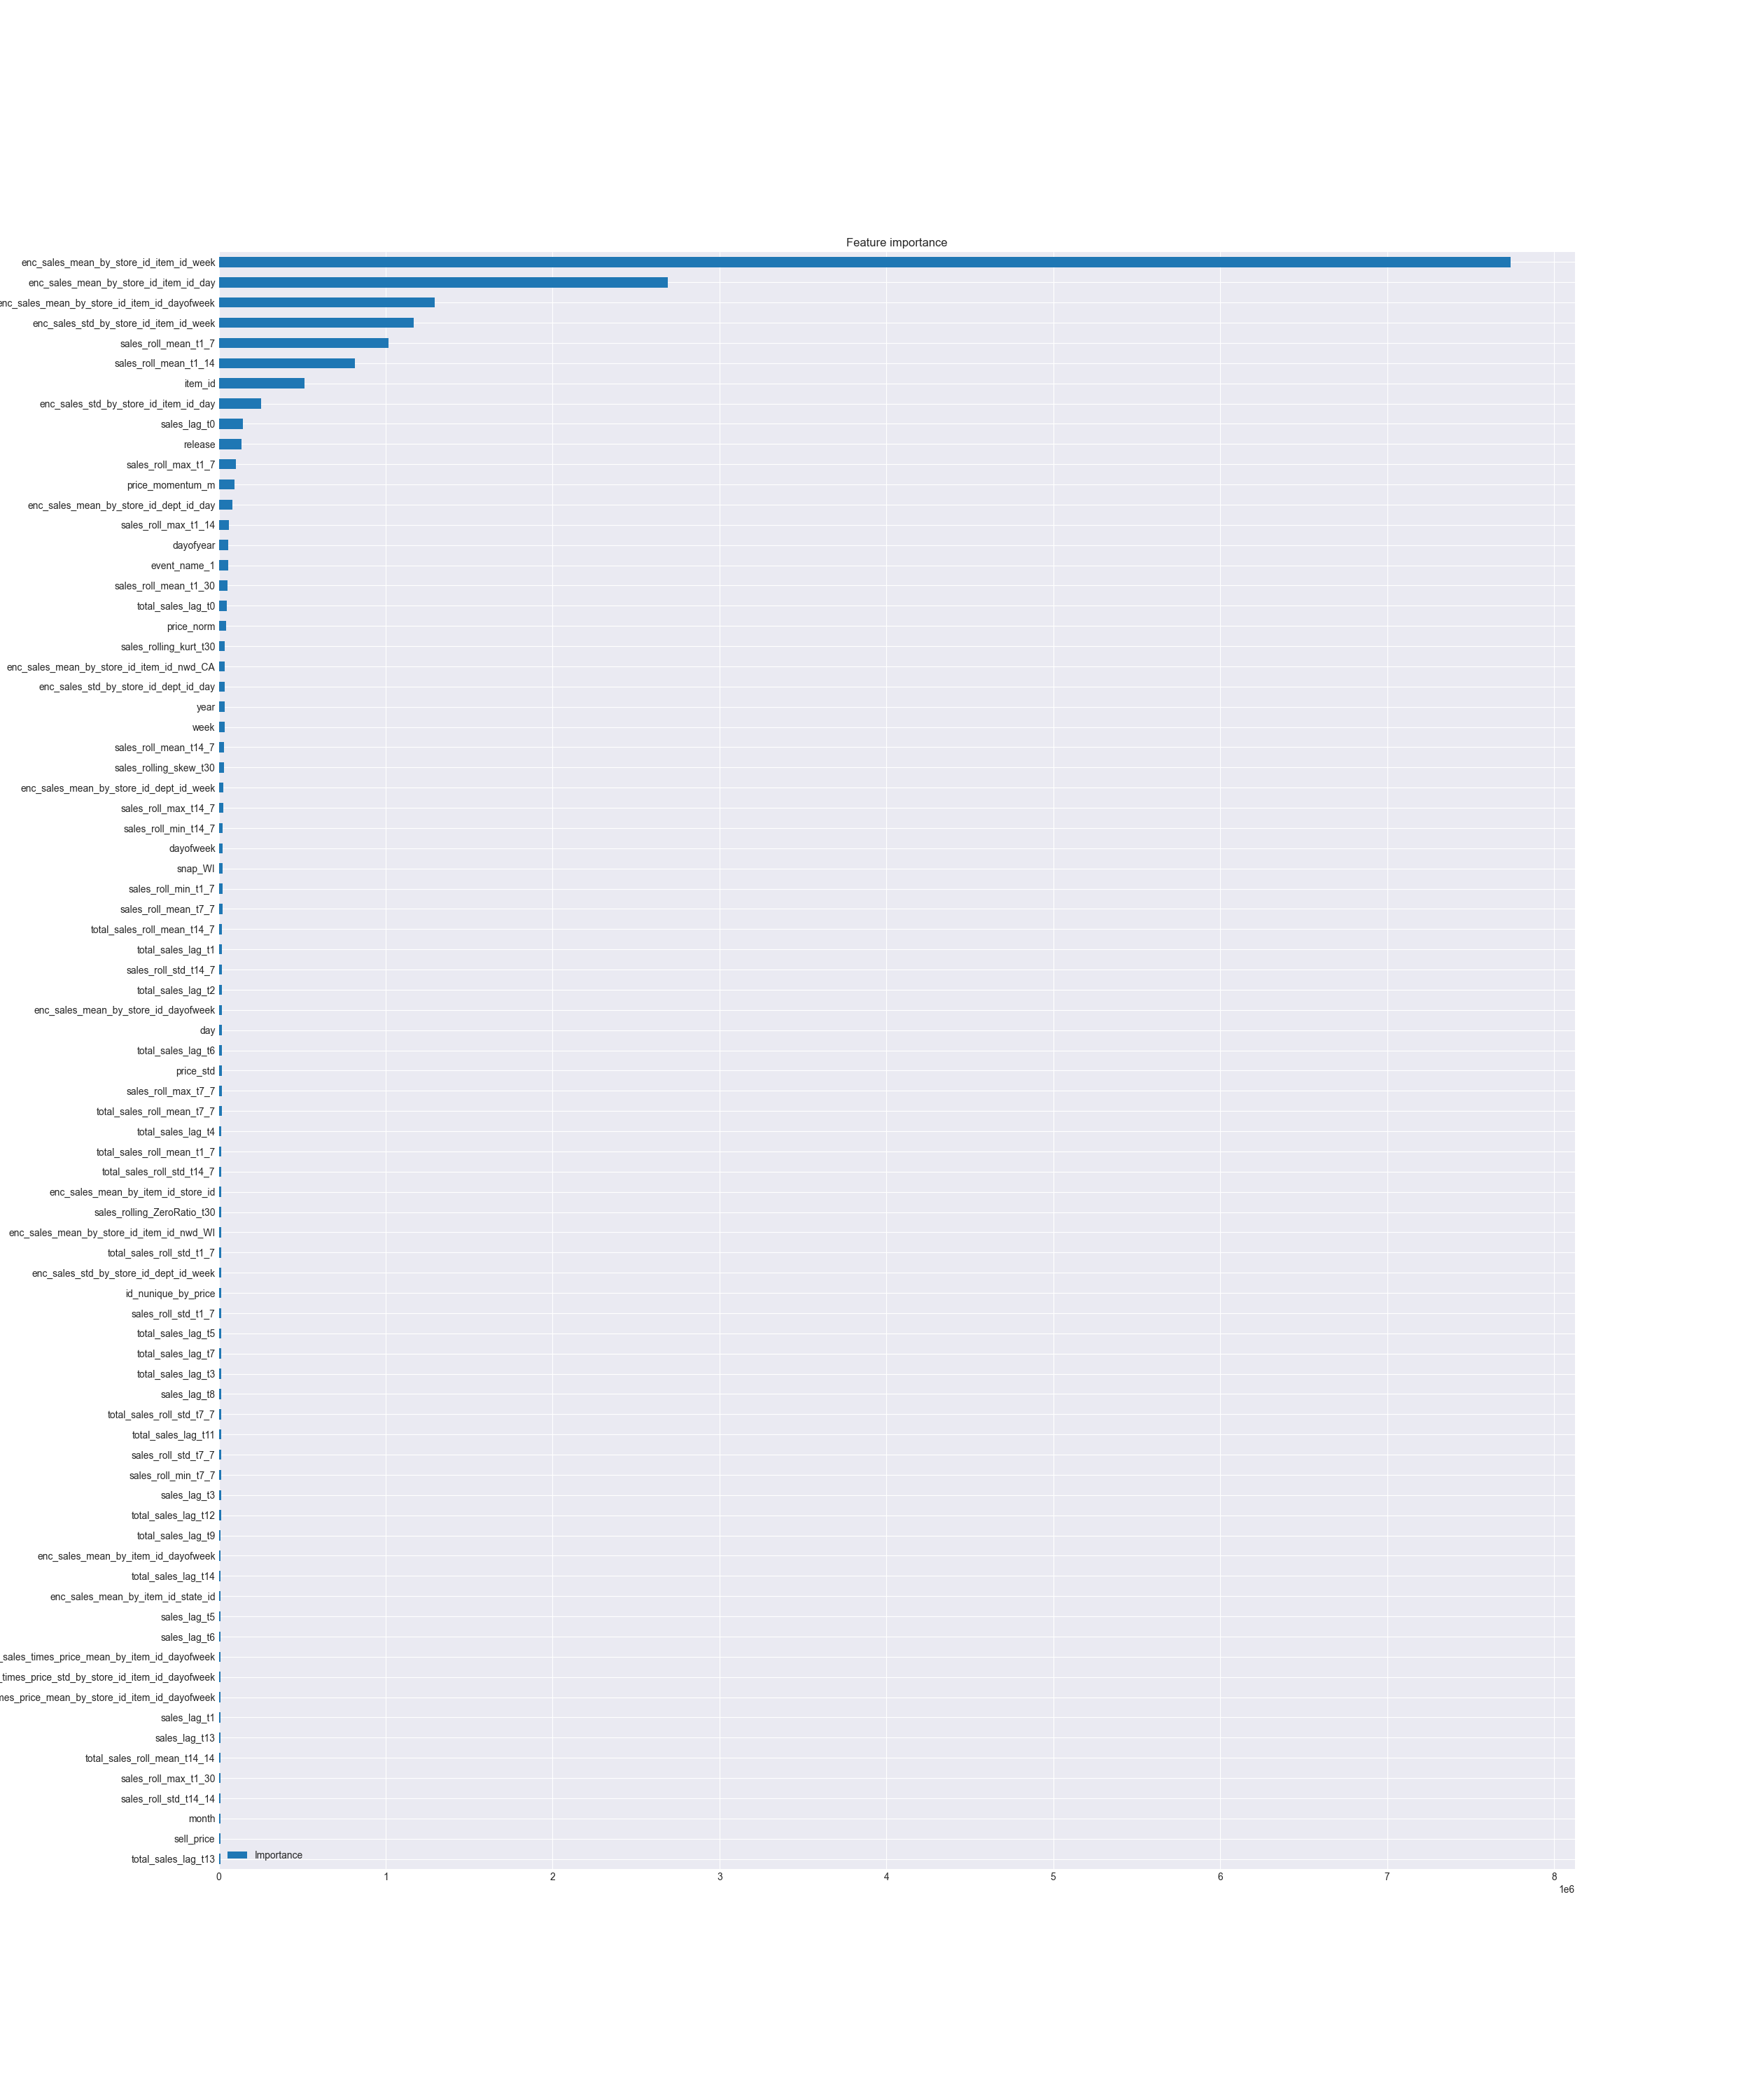 Feature importance
enc_sales_mean_by_store_id_item_id_week
enc_sales_mean_by_store_id_item_id_day
enc_sales_mean_by_store_id_item_id_dayofweek
enc_sales_std_by_store_id_item_id_week
sales_roll_mean_t1_7
sales_roll_mean_t1_14
item_id
enc_sales_std_by_store_id_item_id_day
sales_lag_t0
release
sales_roll_max_t1_7
price_momentum_m
enc_sales_mean_by_store_id_dept_id_day
sales_roll_max_t1_14
dayofyear
event_name_1
sales_roll_mean_t1_30
total_sales_lag_t0
price_norm
sales_rolling_kurt_t30
enc_sales_mean_by_store_id_item_id_nwd_CA
enc_sales_std_by_store_id_dept_id_day
year
week
sales_roll_mean_t14_7
sales_rolling_skew_t30
enc_sales_mean_by_store_id_dept_id_week
sales_roll_max_t14_7
sales_roll_min_t14_7
dayofweek
snap_WI
sales_roll_min_t1_7
sales_roll_mean_t7_7
total_sales_roll_mean_t14_7
total_sales_lag_t1
sales_roll_std_t14_7
total_sales_lag_t2
enc_sales_mean_by_store_id_dayofweek
day
total_sales_lag_t6
price_std
sales_roll_max_t7_7
total_sales_roll_mean_t7_7
total_sales_lag_t4
total_sales_roll_mean_t1_7
total_sales_roll_std_t14_7
enc_sales_mean_by_item_id_store_id
sales_rolling_ZeroRatio_t30
enc_sales_mean_by_store_id_item_id_nwd_WI
total_sales_roll_std_t1_7
enc_sales_std_by_store_id_dept_id_week
id_nunique_by_price
sales_roll_std_t1_7
total_sales_lag_t5
total_sales_lag_t7
total_sales_lag_t3
sales_lag_t8
total_sales_roll_std_t7_7
total_sales_lag_t11
sales_roll_std_t7_7
sales_roll_min_t7_7
sales_lag_t3
total_sales_lag_t12
total_sales_lag_t9
enc_sales_mean_by_item_id_dayofweek
total_sales_lag_t14
enc_sales_mean_by_item_id_state_id
sales_lag_t5
sales_lag_t6
_sales_times_price_mean_by_item_id_dayofweek
_times_price_std_by_store_id_item_id_dayofweek
mes_price_mean_by_store_id_item_id_dayofweek
sales_lag_t1
sales_lag_t13
total_sales_roll_mean_t14_14
sales_roll_max_t1_30
sales_roll_std_t14_14
month
sell_price
total_sales_lag_t13
Importance
0 1 2 3 4 5 6 7 8
1e6